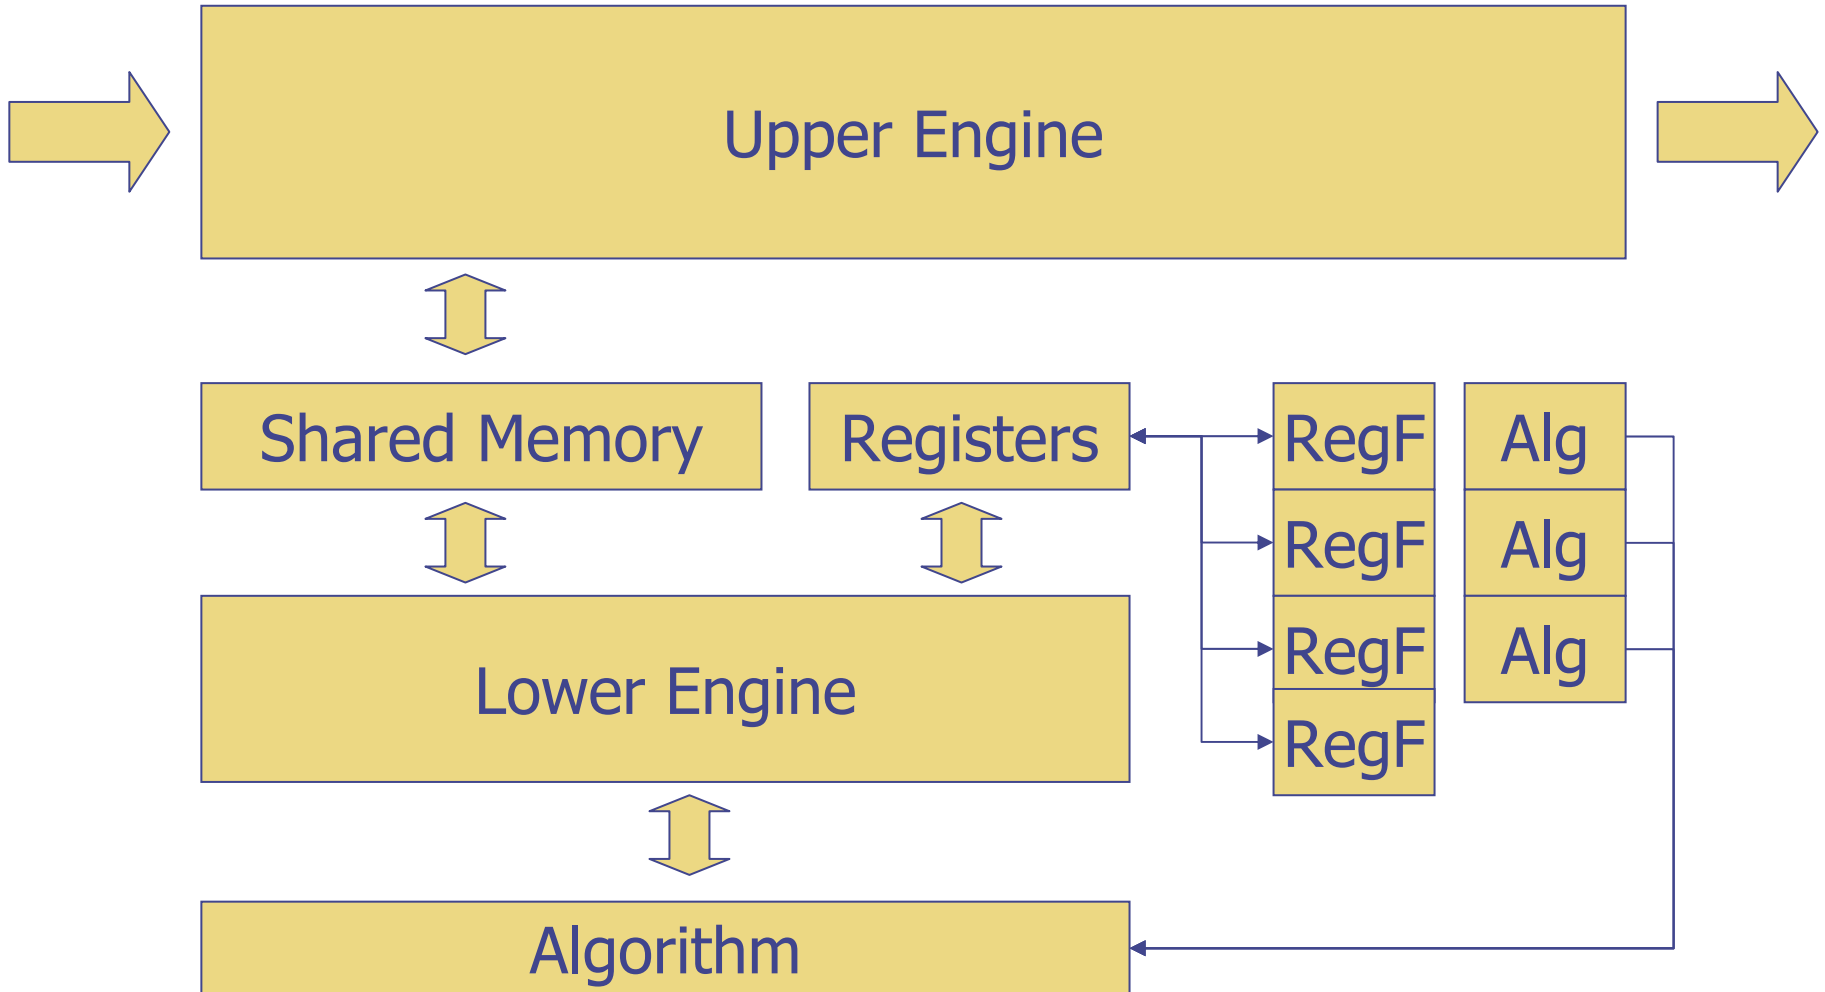 Upper Engine
Shared Memory
Registers
RegF
Alg
RegF
Alg
RegF
Alg
Lower Engine
RegF
Algorithm